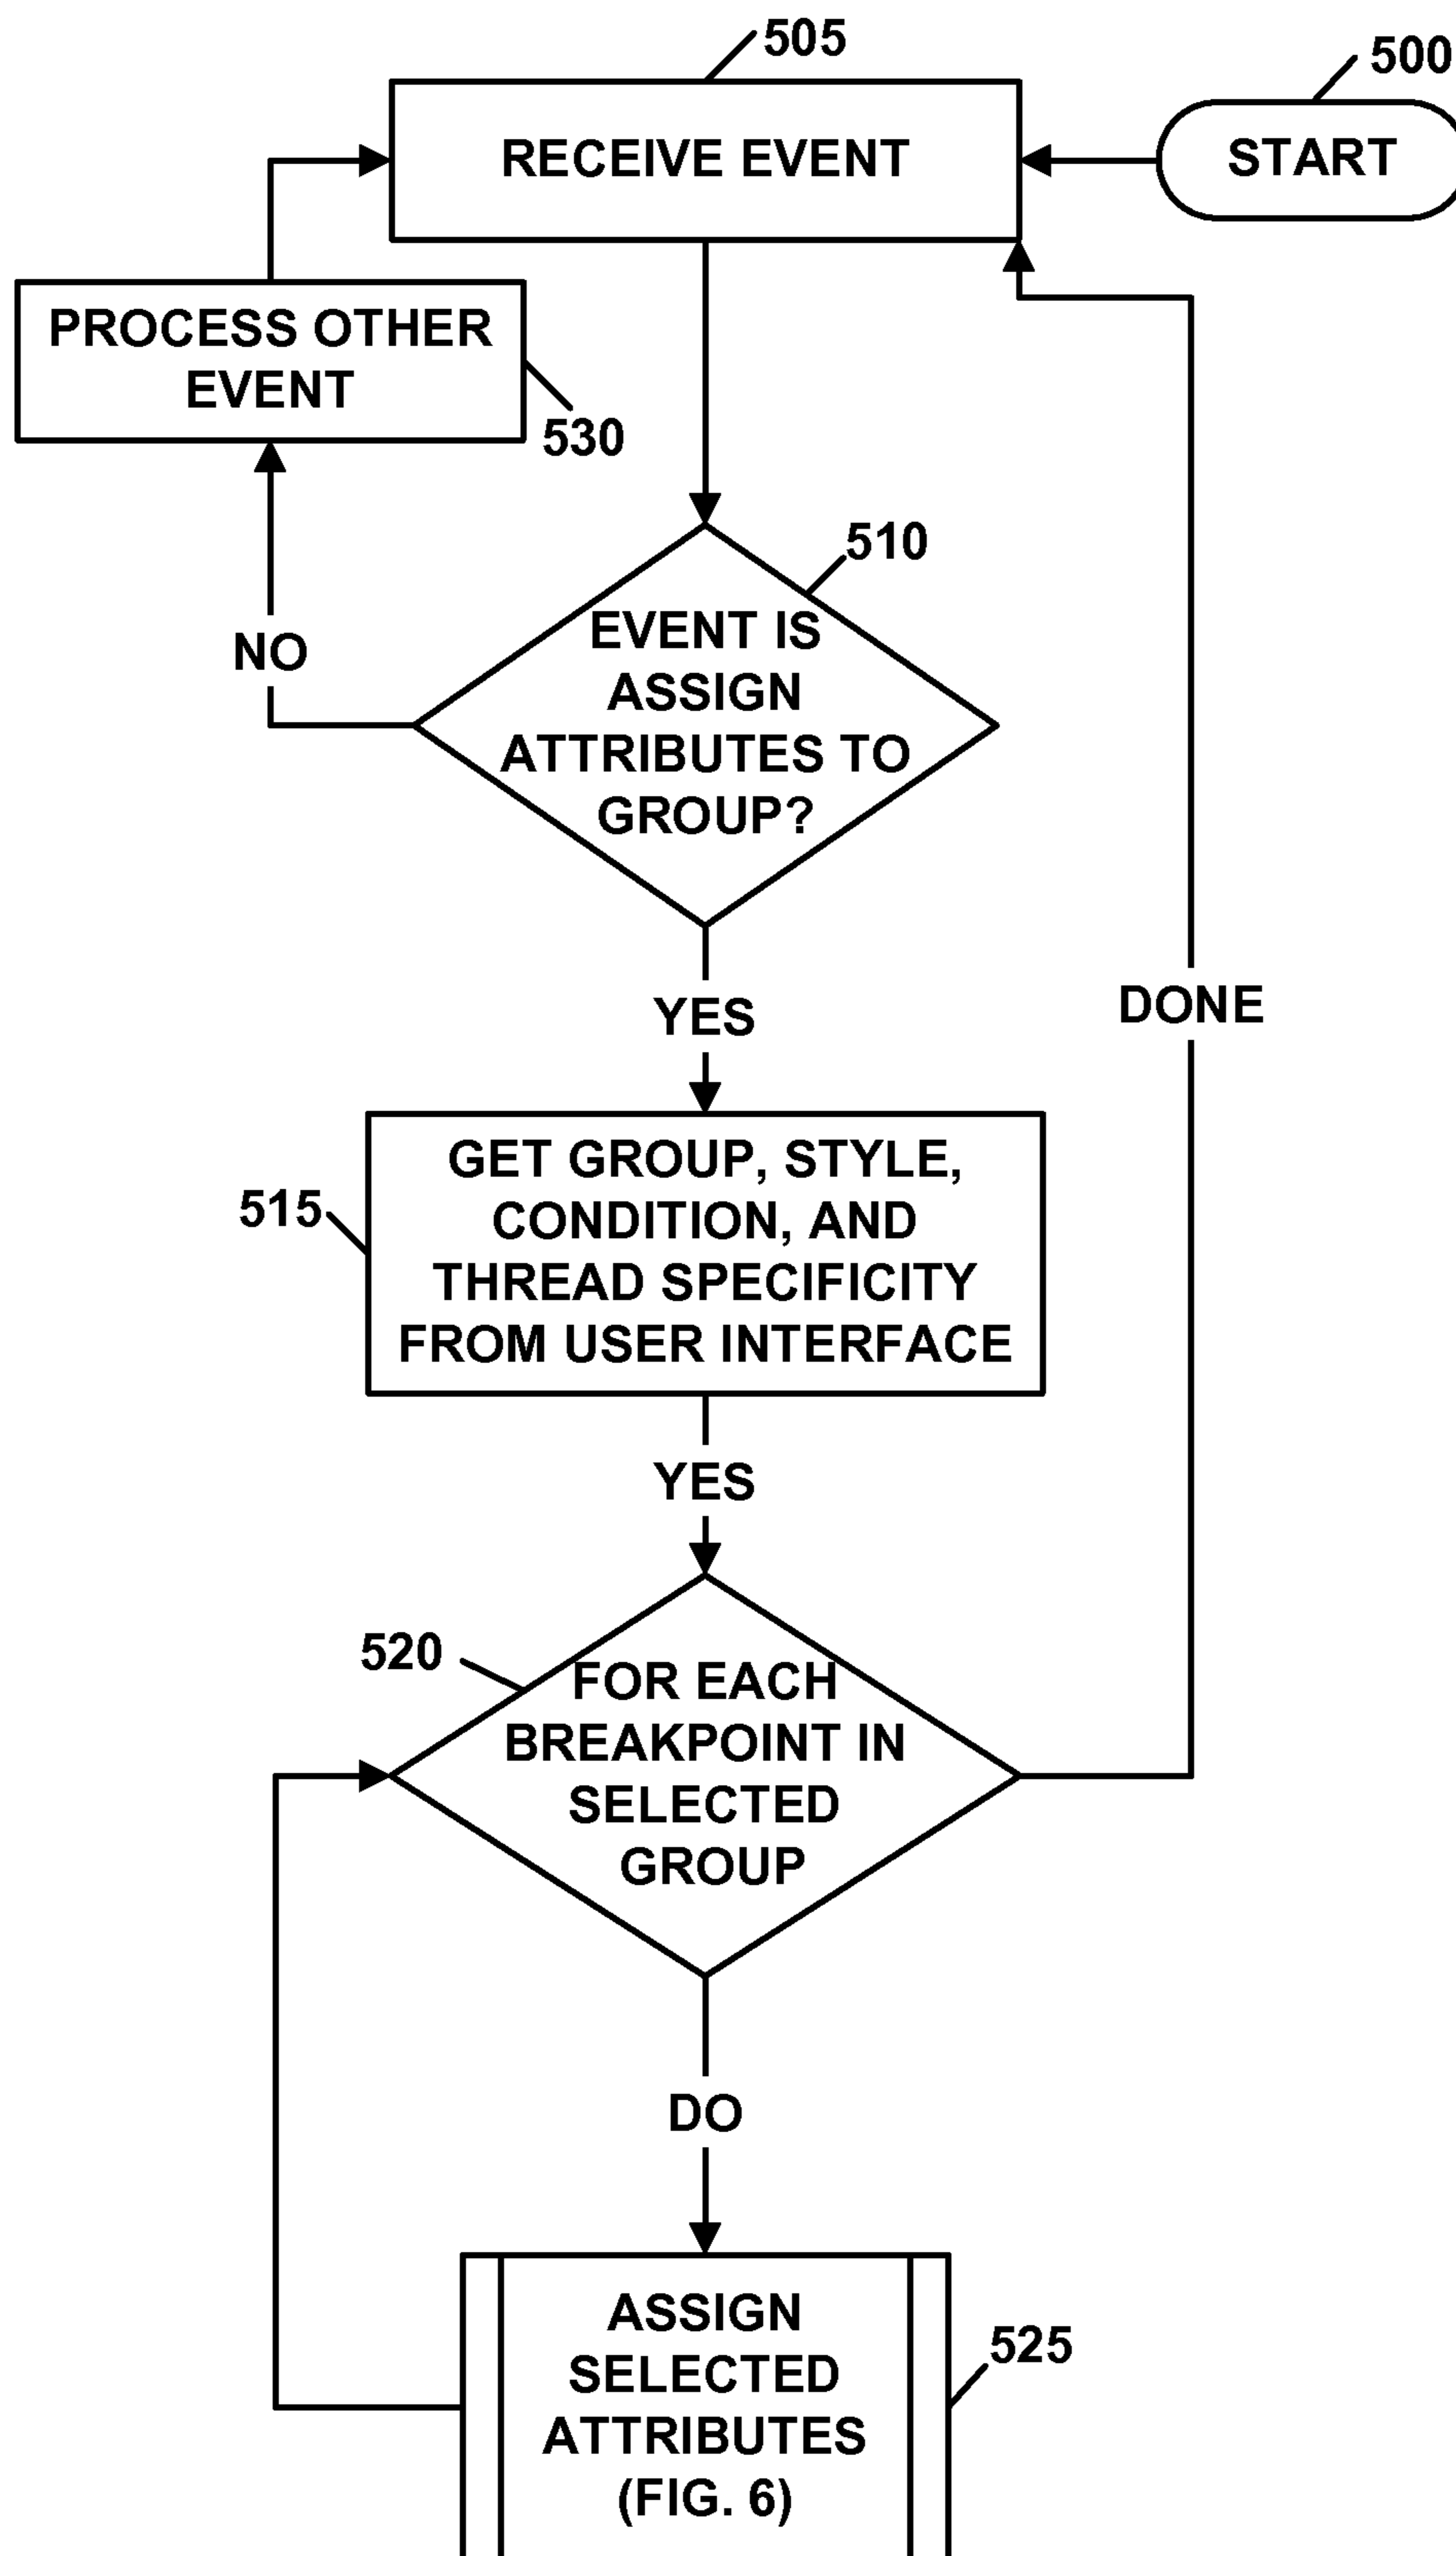 505
500
RECEIVE EVENT
START
PROCESS OTHER
EVENT
530
510
EVENT IS
ASSIGN
ATTRIBUTES TO
GROUP?
NO
YES
DONE
515
GET GROUP, STYLE,
CONDITION, AND
THREAD SPECIFICITY
FROM USER INTERFACE
YES
520
FOR EACH
BREAKPOINT IN
SELECTED
GROUP
DO
525
ASSIGN
SELECTED
ATTRIBUTES
(FIG. 6)